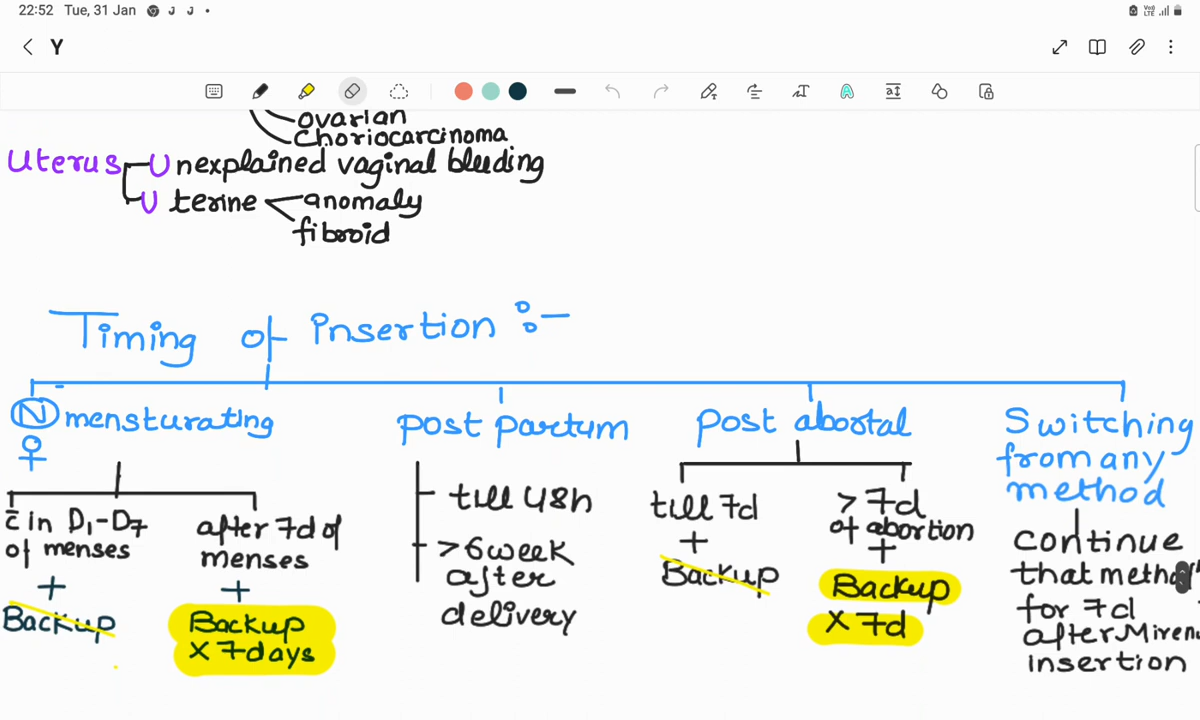 22:52 Tue, 31 Jan
Y
ovarian
Choriocarcinoma
Uterus
Unexplained vaginal bleeding
Uterine
anomaly
fibroid
Timing of insertion :-
N mensturating
♀
c̄ in D1-D7
of menses
+
Backup
after 7d of
menses
+
Backup
x 7days
post partum
till 48h
>6week
after
delivery
Post abortal
till 7d
+
Backup
> 7d
of abortion
+
Backup
x 7d
Switching
from any
method
continue
that method
for 7d
after Mirena
insertion